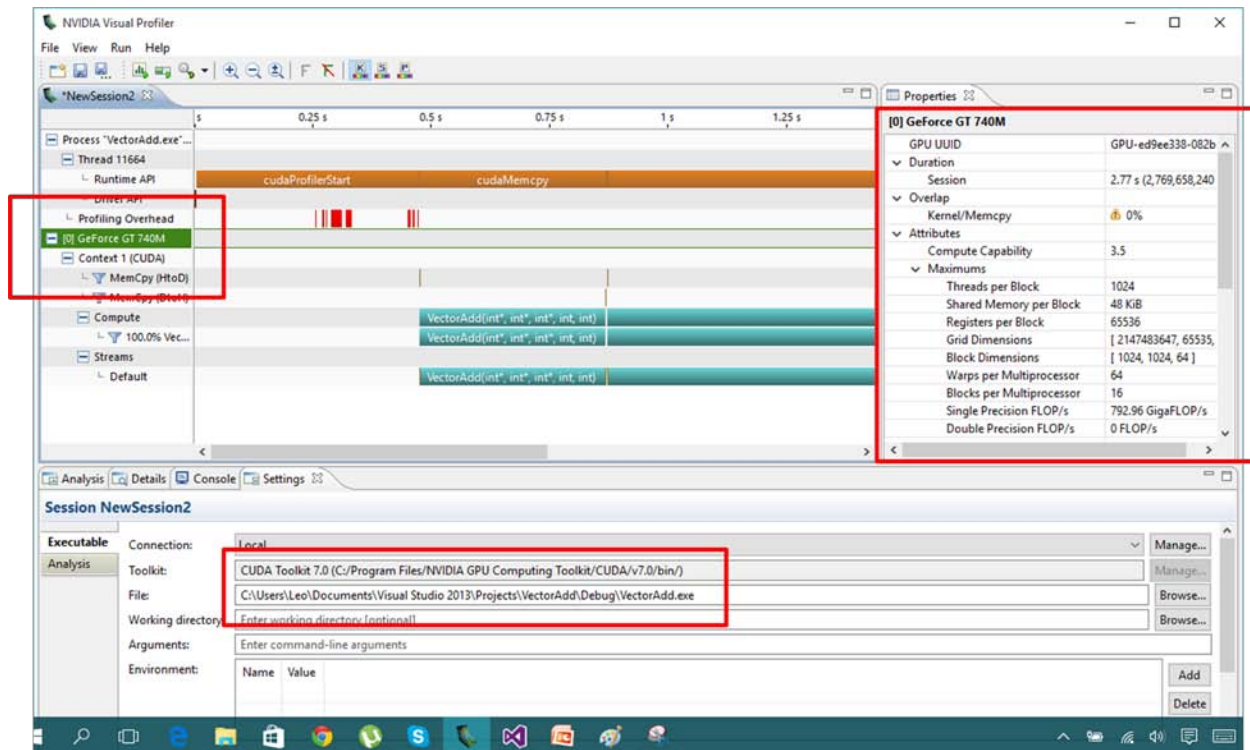 NVIDIA Visual Profiler
File View Run Help
*NewSession2
s 0.25 s 0.5 s 0.75 s 1 s 1.25 s
Process "VectorAdd.exe"...
Thread 11664
Runtime API cudaProfilerStart cudaMemcpy
Driver API
Profiling Overhead
[0] GeForce GT 740M
Context 1 (CUDA)
MemCpy (HtoD)
MemCpy (DtoH)
Compute VectorAdd(int*, int*, int*, int, int)
100.0% Vec... VectorAdd(int*, int*, int*, int, int)
Streams
Default VectorAdd(int*, int*, int*, int, int)
Properties
[0] GeForce GT 740M
GPU UUID GPU-ed9ee338-082b
Duration
Session 2.77 s (2,769,658,240
Overlap
Kernel/Memcpy 0%
Attributes
Compute Capability 3.5
Maximums
Threads per Block 1024
Shared Memory per Block 48 KiB
Registers per Block 65536
Grid Dimensions [ 2147483647, 65535,
Block Dimensions [ 1024, 1024, 64 ]
Warps per Multiprocessor 64
Blocks per Multiprocessor 16
Single Precision FLOP/s 792.96 GigaFLOP/s
Double Precision FLOP/s 0 FLOP/s
Analysis Details Console Settings
Session NewSession2
Executable
Analysis
Connection: Local Manage...
Toolkit: CUDA Toolkit 7.0 (C:/Program Files/NVIDIA GPU Computing Toolkit/CUDA/v7.0/bin/) Manage...
File: C:\Users\Leo\Documents\Visual Studio 2013\Projects\VectorAdd\Debug\VectorAdd.exe Browse...
Working directory Enter working directory [optional] Browse...
Arguments: Enter command-line arguments
Environment: Name Value Add
Delete